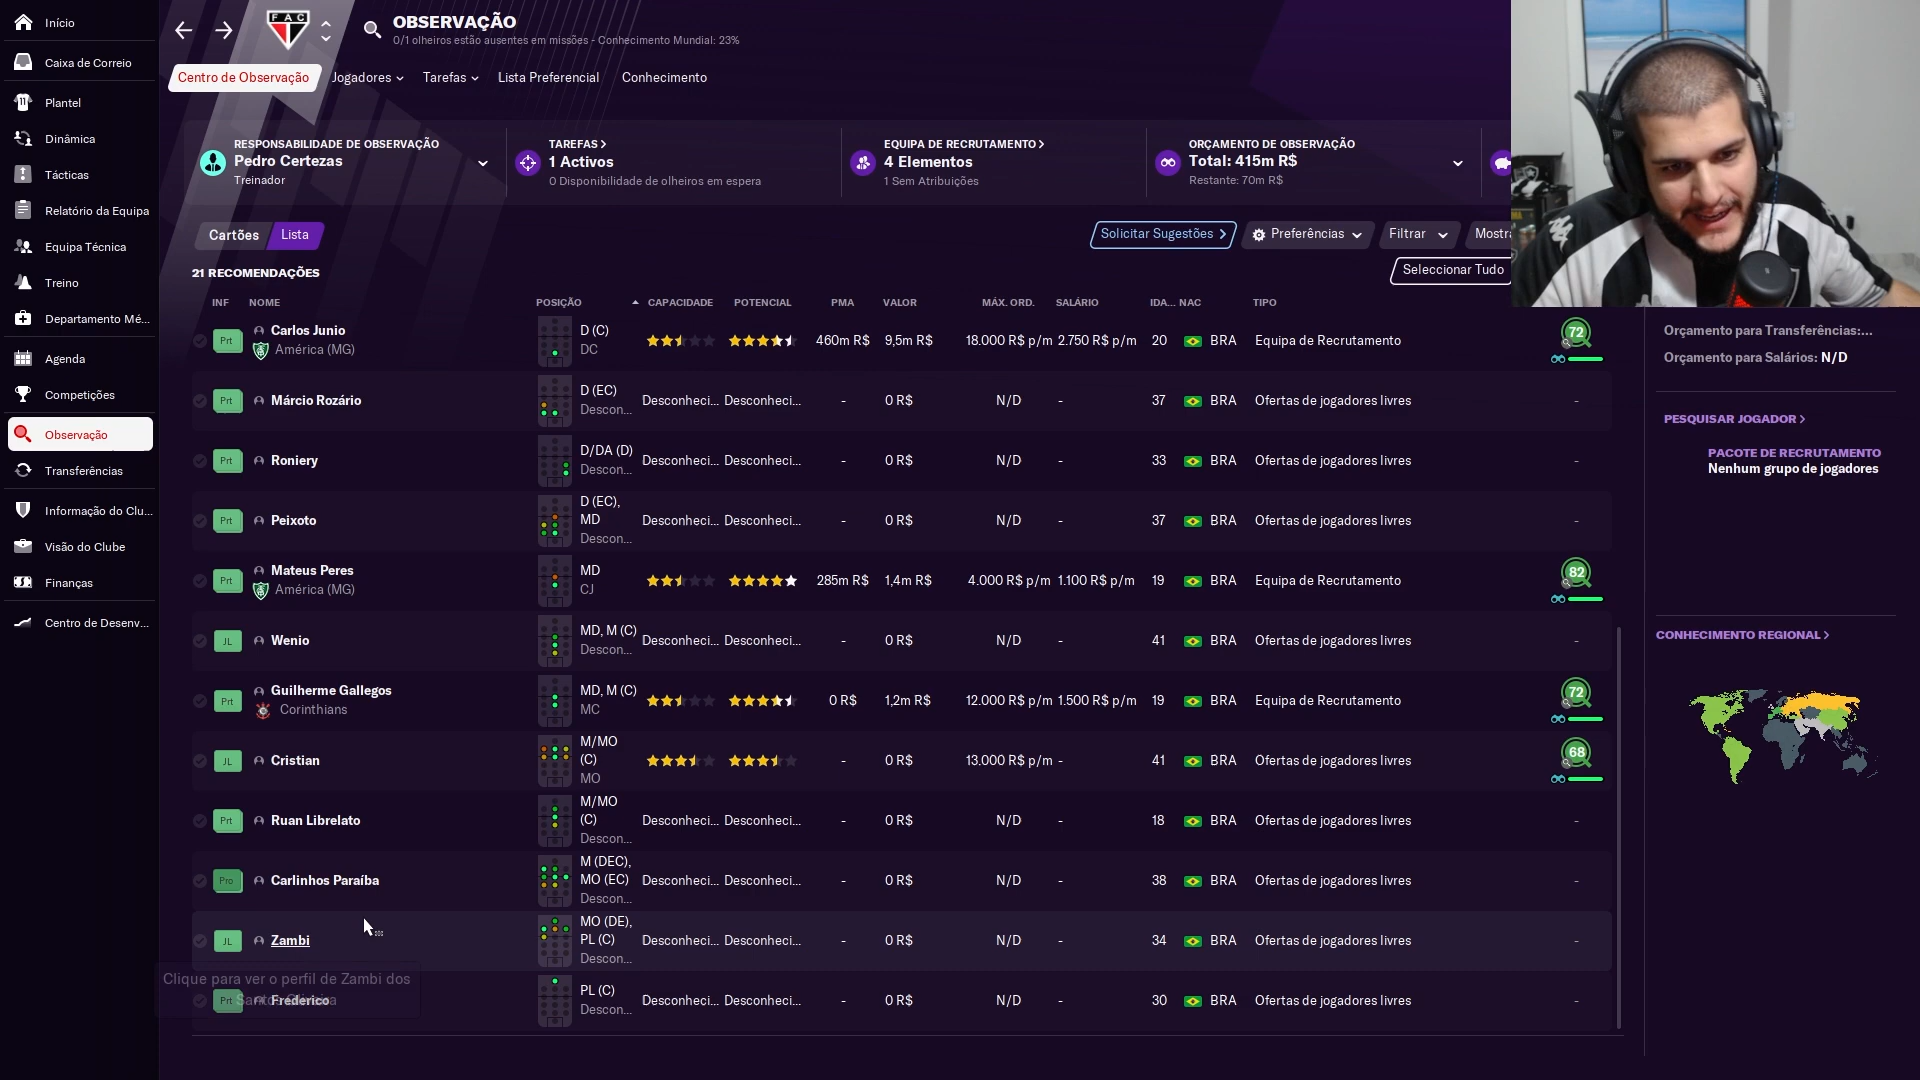 Início
Caixa de Correio
Plantel
Dinâmica
Tácticas
Relatório da Equipa
Equipa Técnica
Treino
Departamento Mé...
Agenda
Competições
Observação
Transferências
Informação do Clu...
Visão do Clube
Finanças
Centro de Desenv...
FAC
OBSERVAÇÃO
0/1 olheiros estão ausentes em missões - Conhecimento Mundial: 23%
Centro de Observação Jogadores Tarefas Lista Preferencial Conhecimento
RESPONSABILIDADE DE OBSERVAÇÃO
Pedro Certezas
Treinador
TAREFAS
1 Activos
0 Disponibilidade de olheiros em espera
EQUIPA DE RECRUTAMENTO
4 Elementos
1 Sem Atribuições
ORÇAMENTO DE OBSERVAÇÃO
Total: 415m R$
Restante: 70m R$
Cartões Lista
Solicitar Sugestões Preferências Filtrar Mostra
21 RECOMENDAÇÕES
Seleccionar Tudo
INF NOME POSIÇÃO CAPACIDADE POTENCIAL PMA VALOR MÁX. ORD. SALÁRIO IDA... NAC TIPO
Prt Carlos Junio América (MG) D (C) DC 460m R$ 9,5m R$ 18.000 R$ p/m 2.750 R$ p/m 20 BRA Equipa de Recrutamento 72
Prt Márcio Rozário D (EC) Descon... Desconheci... Desconheci... - 0 R$ N/D - 37 BRA Ofertas de jogadores livres -
Prt Roniery D/DA (D) Descon... Desconheci... Desconheci... - 0 R$ N/D - 33 BRA Ofertas de jogadores livres -
Prt Peixoto D (EC), MD Descon... Desconheci... Desconheci... - 0 R$ N/D - 37 BRA Ofertas de jogadores livres -
Prt Mateus Peres América (MG) MD CJ 285m R$ 1,4m R$ 4.000 R$ p/m 1.100 R$ p/m 19 BRA Equipa de Recrutamento 82
JL Wenio MD, M (C) Descon... Desconheci... Desconheci... - 0 R$ N/D - 41 BRA Ofertas de jogadores livres -
Prt Guilherme Gallegos Corinthians MD, M (C) MC 0 R$ 1,2m R$ 12.000 R$ p/m 1.500 R$ p/m 19 BRA Equipa de Recrutamento 72
JL Cristian M/MO (C) MO - 0 R$ 13.000 R$ p/m - 41 BRA Ofertas de jogadores livres 68
Prt Ruan Librelato M/MO (C) Descon... Desconheci... Desconheci... - 0 R$ N/D - 18 BRA Ofertas de jogadores livres -
Pro Carlinhos Paraíba M (DEC), MO (EC) Descon... Desconheci... Desconheci... - 0 R$ N/D - 38 BRA Ofertas de jogadores livres -
JL Zambi MO (DE), PL (C) Descon... Desconheci... Desconheci... - 0 R$ N/D - 34 BRA Ofertas de jogadores livres -
Clique para ver o perfil de Zambi dos
Prt Frederico PL (C) Descon... Desconheci... Desconheci... - 0 R$ N/D - 30 BRA Ofertas de jogadores livres -
Orçamento para Transferências:...
Orçamento para Salários: N/D
PESQUISAR JOGADOR
PACOTE DE RECRUTAMENTO
Nenhum grupo de jogadores
CONHECIMENTO REGIONAL